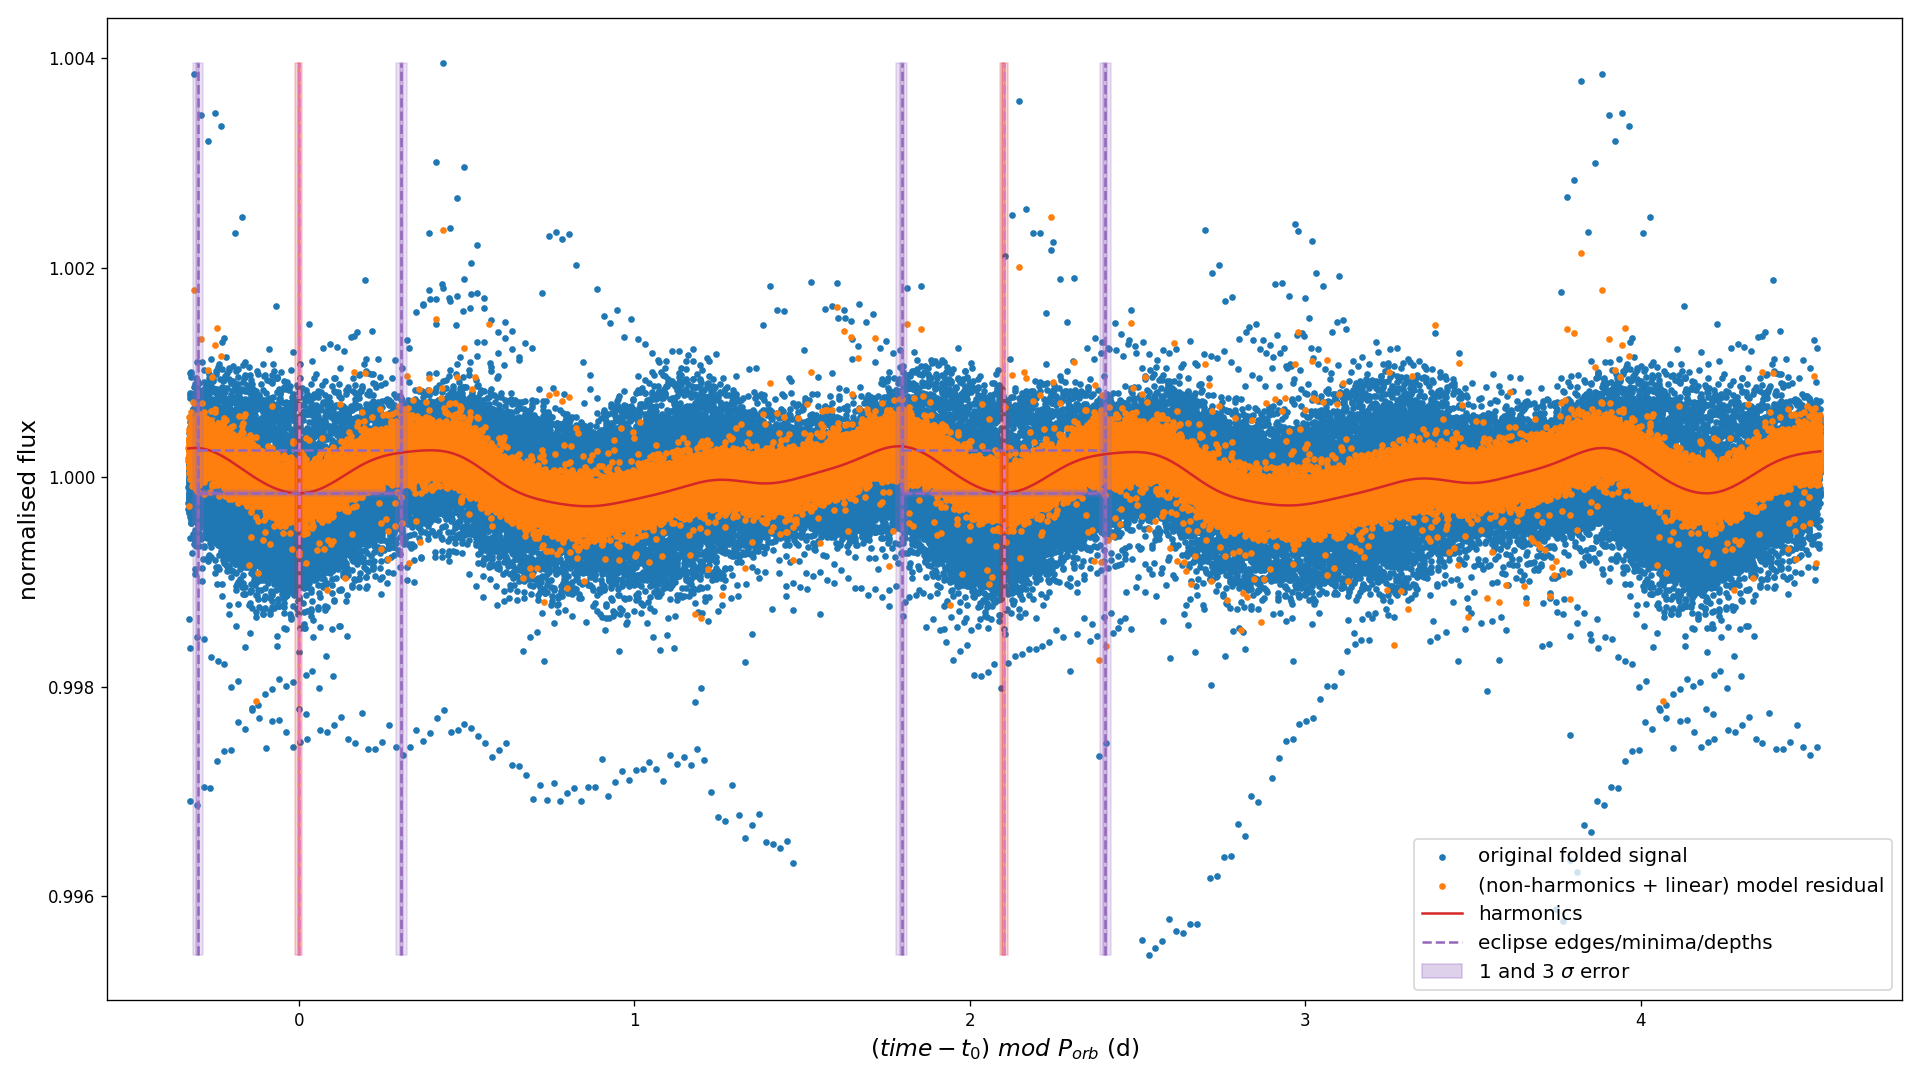 normalised flux
1.004
1.002
1.000
0.998
0.996
0 1 2 3 4
(time − t₀) mod P_orb (d)
original folded signal
(non-harmonics + linear) model residual
harmonics
eclipse edges/minima/depths
1 and 3 σ error